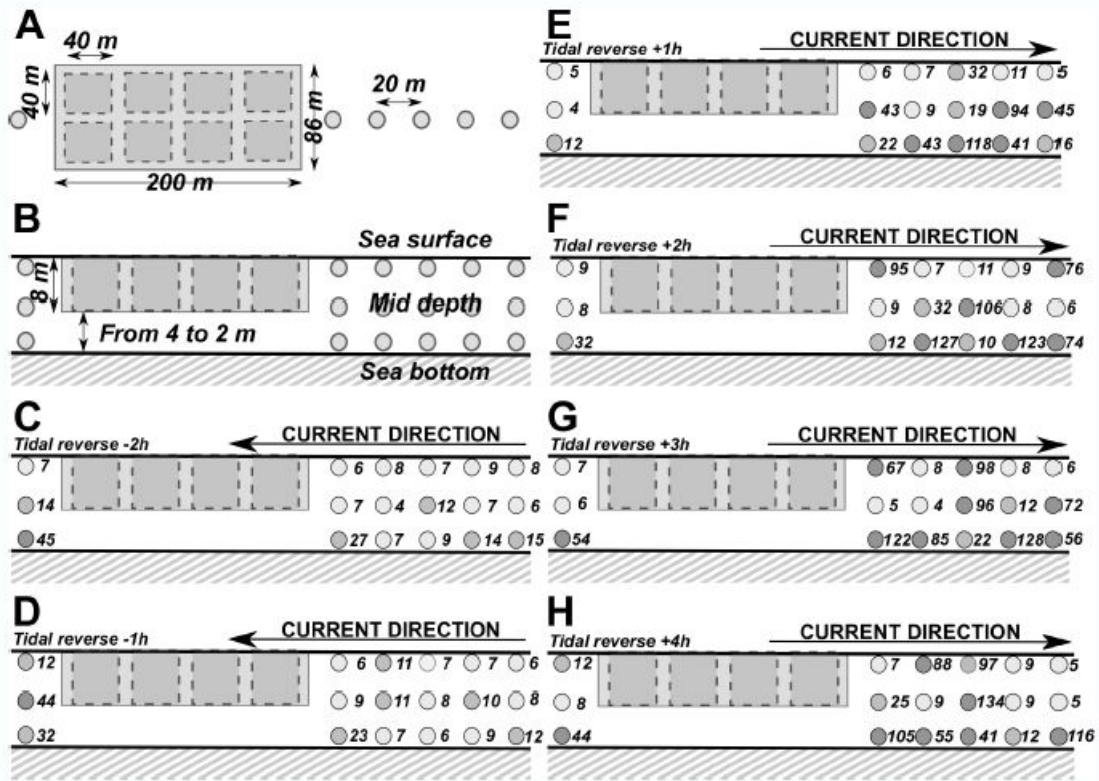 A
40 m
40 m
86 m
20 m
200 m
B
Sea surface
8 m
Mid depth
From 4 to 2 m
Sea bottom
C
Tidal reverse -2h
CURRENT DIRECTION
7 6 8 7 9 8
14 7 4 12 7 6
45 27 7 9 14 15
D
Tidal reverse -1h
CURRENT DIRECTION
12 6 11 7 7 6
44 9 11 8 10 8
32 23 7 6 9 12
E
CURRENT DIRECTION
Tidal reverse +1h
5 6 7 32 11 5
4 43 9 19 94 45
12 22 43 118 41 16
F
CURRENT DIRECTION
Tidal reverse +2h
9 95 7 11 9 76
8 9 32 106 8 6
32 12 127 10 123 74
G
CURRENT DIRECTION
Tidal reverse +3h
7 67 8 98 8 6
6 5 4 96 12 72
54 122 85 22 128 56
H
CURRENT DIRECTION
Tidal reverse +4h
12 7 88 97 9 5
8 25 9 134 9 5
44 105 55 41 12 116